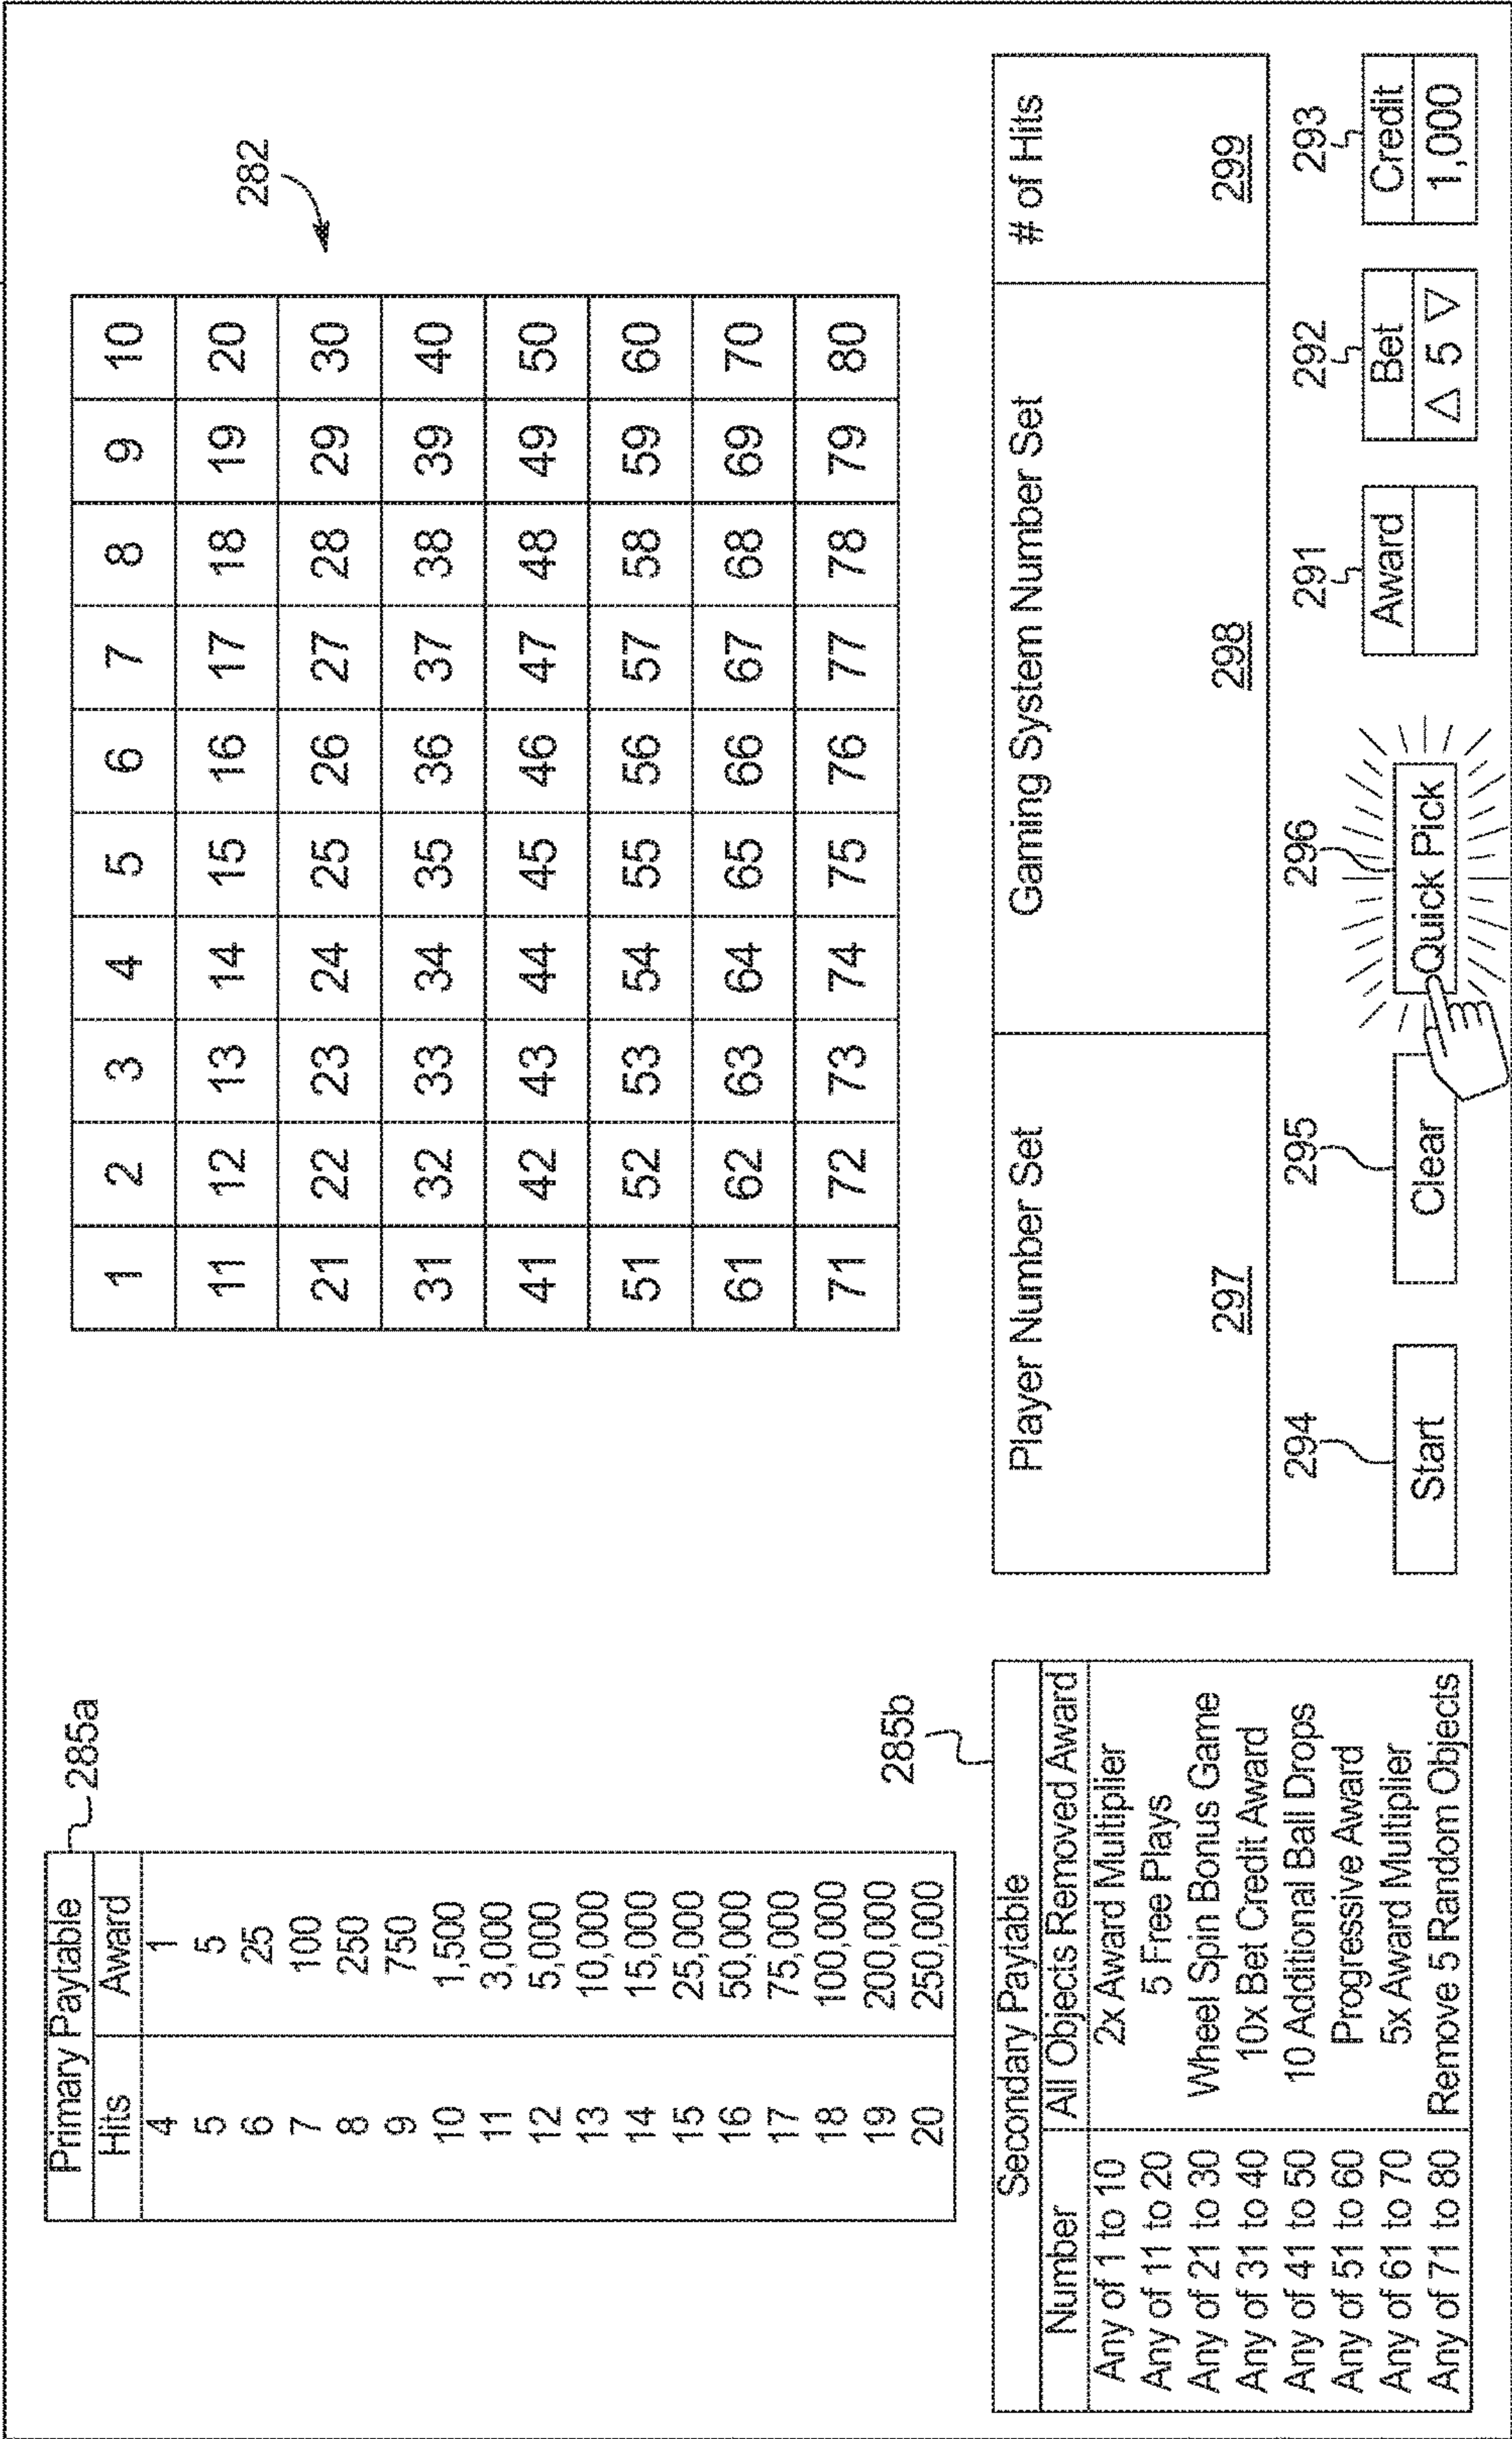 Primary Paytable
285a
Hits Award
4 1
5 5
6 25
7 100
8 250
9 750
10 1,500
11 3,000
12 5,000
13 10,000
14 15,000
15 25,000
16 50,000
17 75,000
18 100,000
19 200,000
20 250,000
282
1 2 3 4 5 6 7 8 9 10
11 12 13 14 15 16 17 18 19 20
21 22 23 24 25 26 27 28 29 30
31 32 33 34 35 36 37 38 39 40
41 42 43 44 45 46 47 48 49 50
51 52 53 54 55 56 57 58 59 60
61 62 63 64 65 66 67 68 69 70
71 72 73 74 75 76 77 78 79 80
285b
Secondary Paytable
Number All Objects Removed Award
Any of 1 to 10 2x Award Multiplier
Any of 11 to 20 5 Free Plays
Any of 21 to 30 Wheel Spin Bonus Game
Any of 31 to 40 10x Bet Credit Award
Any of 41 to 50 10 Additional Ball Drops
Any of 51 to 60 Progressive Award
Any of 61 to 70 5x Award Multiplier
Any of 71 to 80 Remove 5 Random Objects
Player Number Set Gaming System Number Set # of Hits
297 298 299
294 295 296 291 292 293
Start Clear Quick Pick Award Bet Credit
△ 5 ▽ 1,000